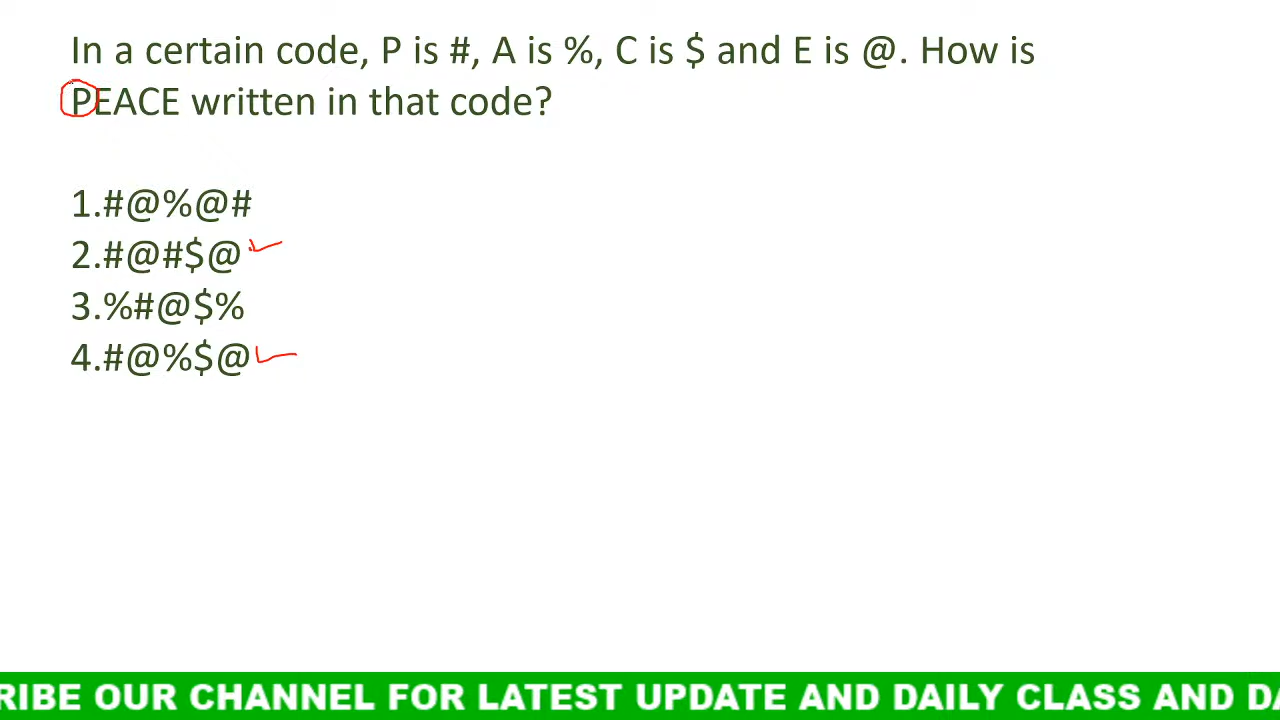 In a certain code, P is #, A is %, C is $ and E is @. How is
PEACE written in that code?
1.#@%@#
2.#@#$@
3.%#@$%
4.#@%$@
RIBE OUR CHANNEL FOR LATEST UPDATE AND DAILY CLASS AND DA